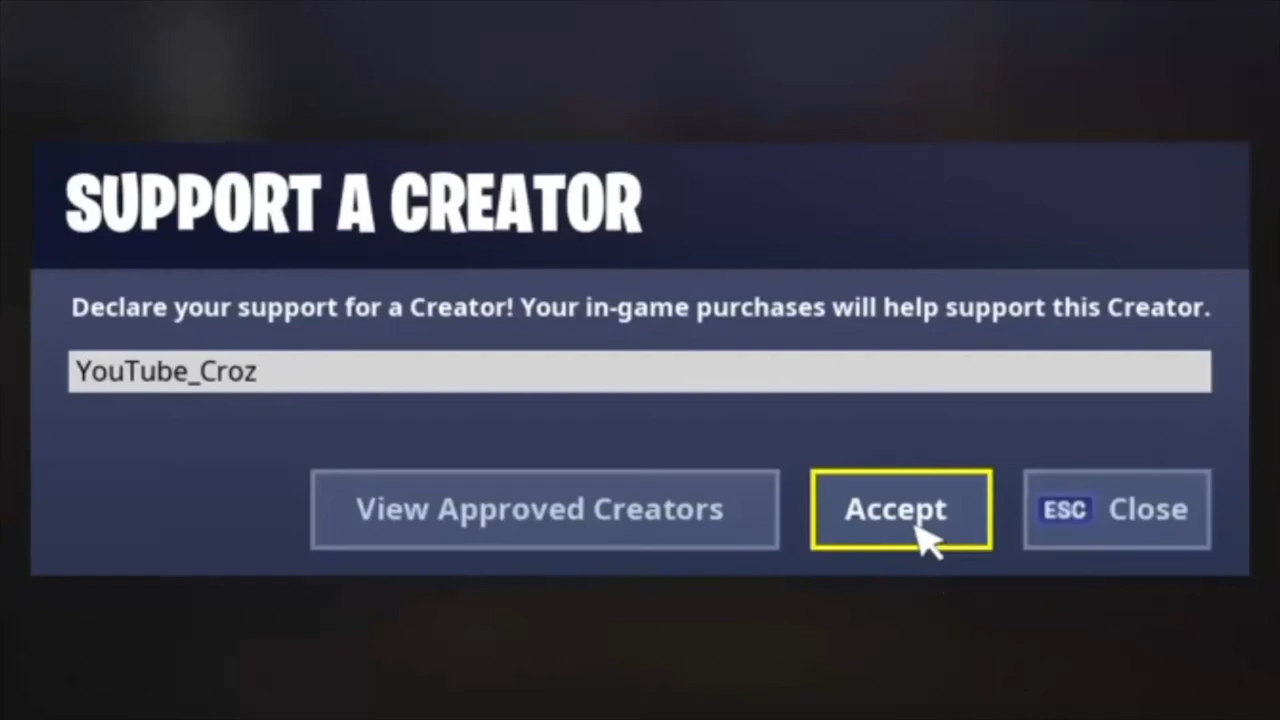 SUPPORT A CREATOR
Declare your support for a Creator! Your in-game purchases will help support this Creator.
YouTube_Croz
View Approved Creators
Accept
ESC Close